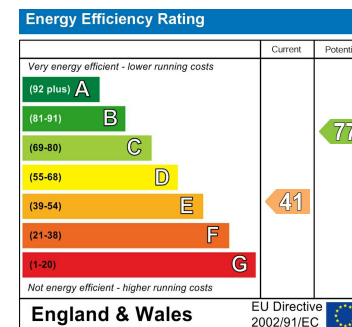 Energy Efficiency Rating
Current Potenti
Very energy efficient - lower running costs
(92 plus) A
(81-91) B
(69-80) C
77
(55-68) D
(39-54) E
41
(21-38) F
(1-20) G
Not energy efficient - higher running costs
England & Wales
EU Directive
2002/91/EC